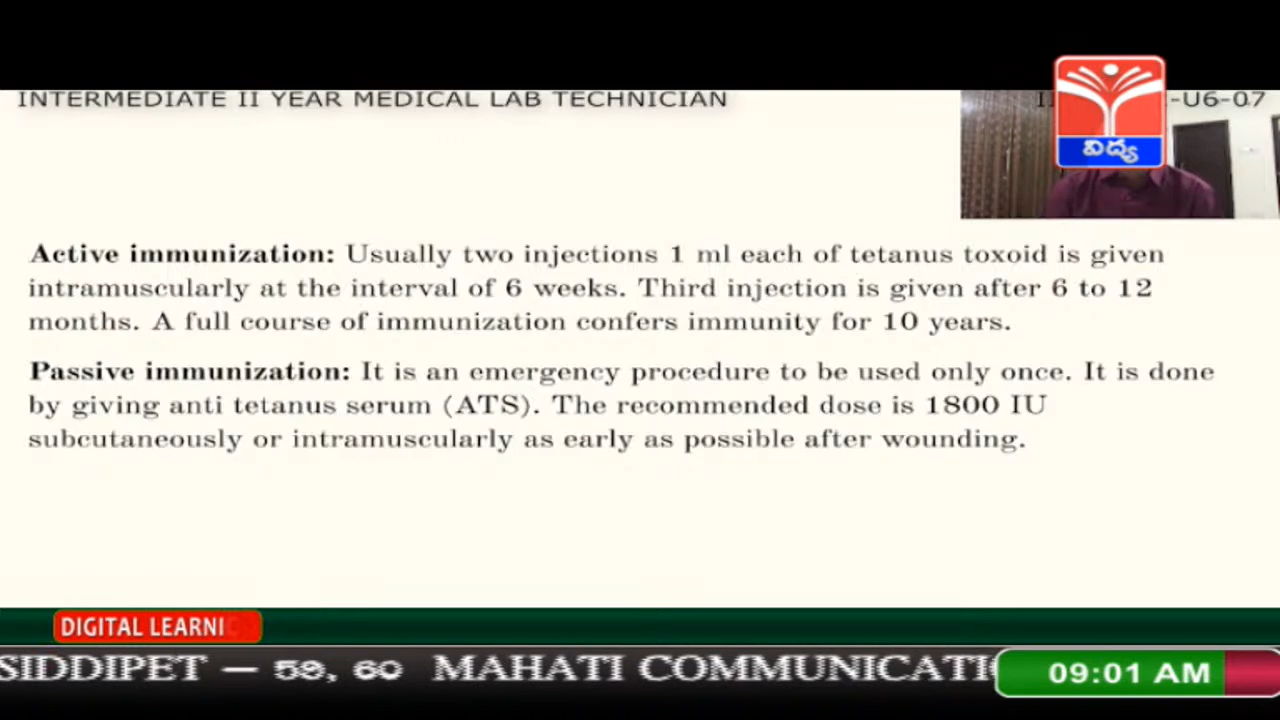 INTERMEDIATE II YEAR MEDICAL LAB TECHNICIAN
-U6-07
విద్య
Active immunization: Usually two injections 1 ml each of tetanus toxoid is given
intramuscularly at the interval of 6 weeks. Third injection is given after 6 to 12
months. A full course of immunization confers immunity for 10 years.
Passive immunization: It is an emergency procedure to be used only once. It is done
by giving anti tetanus serum (ATS). The recommended dose is 1800 IU
subcutaneously or intramuscularly as early as possible after wounding.
DIGITAL LEARNI
SIDDIPET – 59, 60 MAHATI COMMUNICATI
09:01 AM